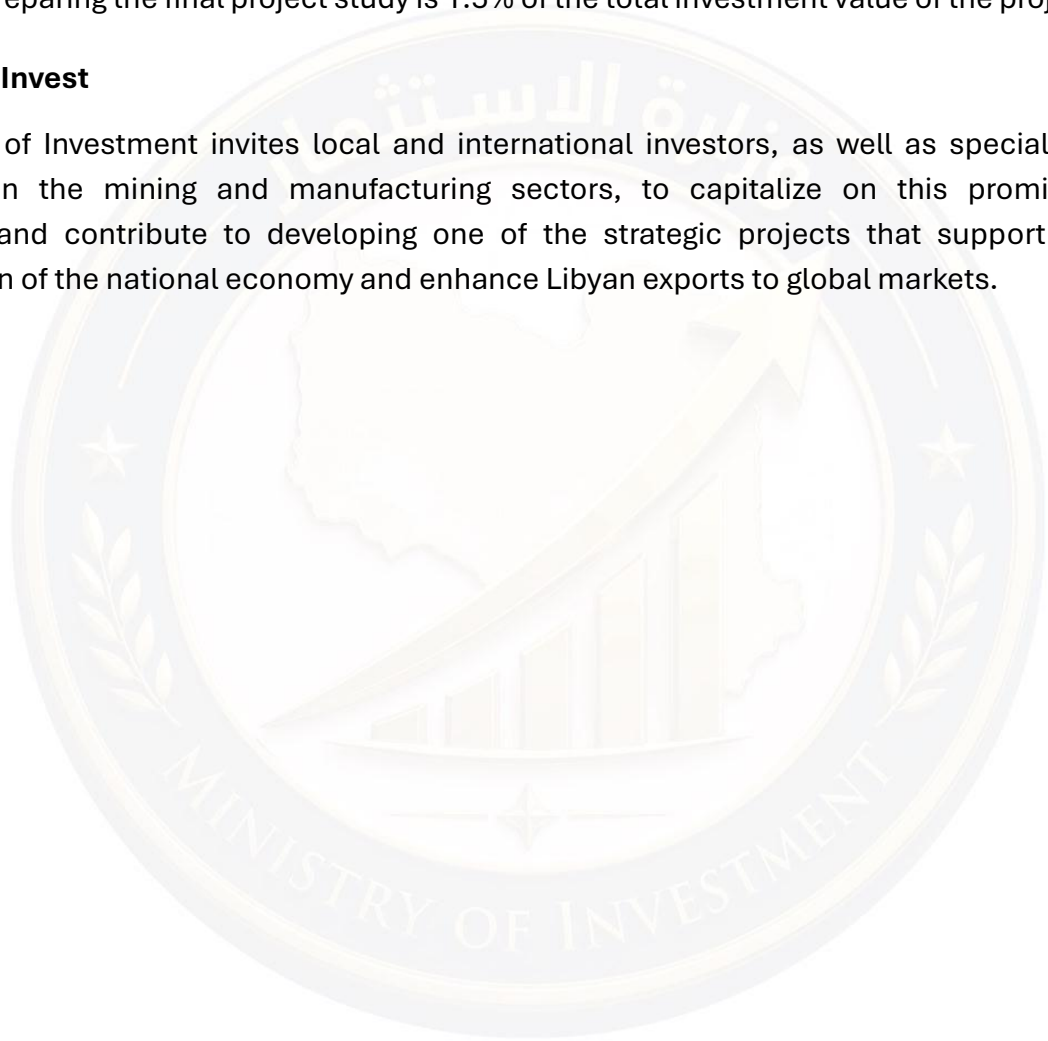 eparing the final project study is 1.5% of the total investment value of the proj
Invest
of Investment invites local and international investors, as well as special
n the mining and manufacturing sectors, to capitalize on this promi
and contribute to developing one of the strategic projects that support
n of the national economy and enhance Libyan exports to global markets.
وزارة الاستثمار
MINISTRY OF INVESTMENT